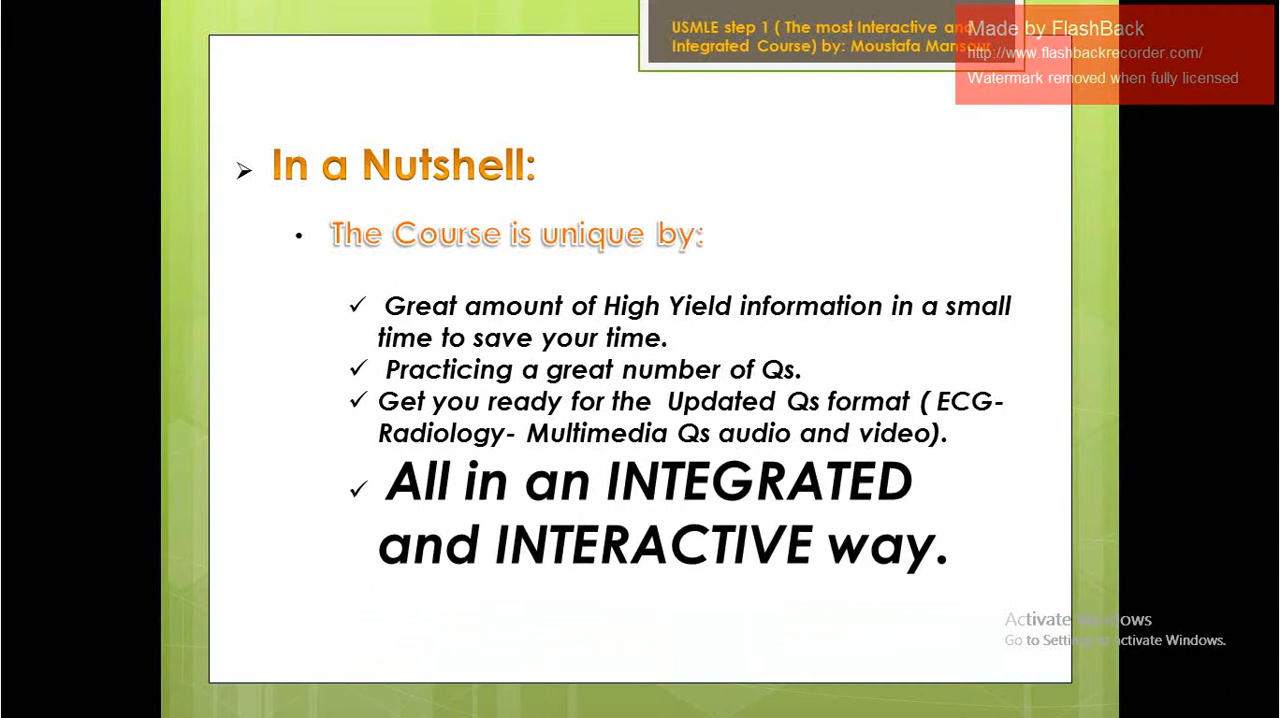 USMLE step 1 ( The most Interactive and
Integrated Course) by: Moustafa Mansour
Made by FlashBack
http://www.flashbackrecorder.com/
Watermark removed when fully licensed
In a Nutshell:
The Course is unique by:
Great amount of High Yield information in a small
time to save your time.
Practicing a great number of Qs.
Get you ready for the Updated Qs format ( ECG-
Radiology- Multimedia Qs audio and video).
All in an INTEGRATED
and INTERACTIVE way.
Activate Windows
Go to Settings to activate Windows.